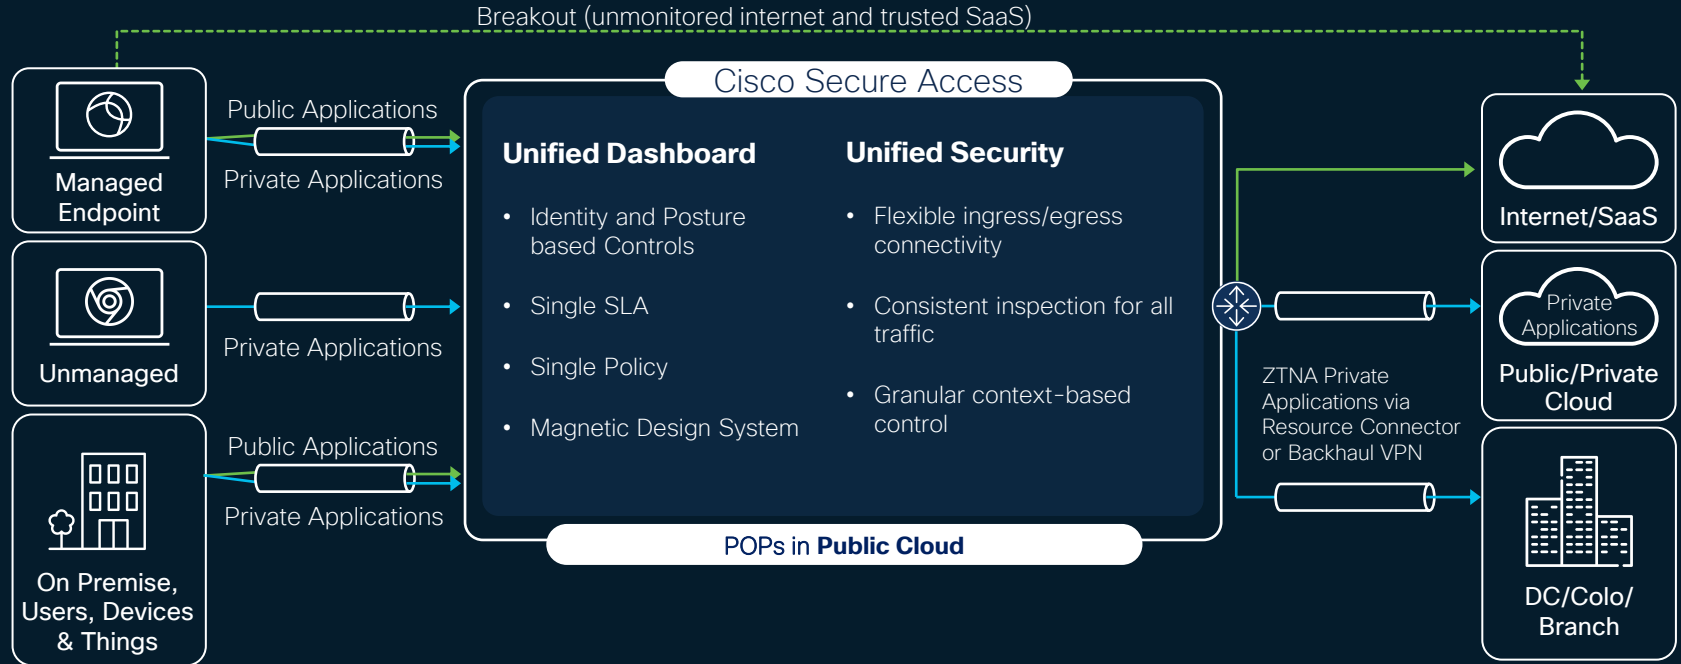 Breakout (unmonitored internet and trusted SaaS)
Managed
Endpoint
Public Applications
Private Applications
Unmanaged
Private Applications
On Premise,
Users, Devices
& Things
Public Applications
Private Applications
Cisco Secure Access
Unified Dashboard
• Identity and Posture
based Controls
• Single SLA
• Single Policy
• Magnetic Design System
Unified Security
• Flexible ingress/egress
connectivity
• Consistent inspection for all
traffic
• Granular context-based
control
POPs in Public Cloud
Internet/SaaS
Private
Applications
Public/Private
Cloud
ZTNA Private
Applications via
Resource Connector
or Backhaul VPN
DC/Colo/
Branch